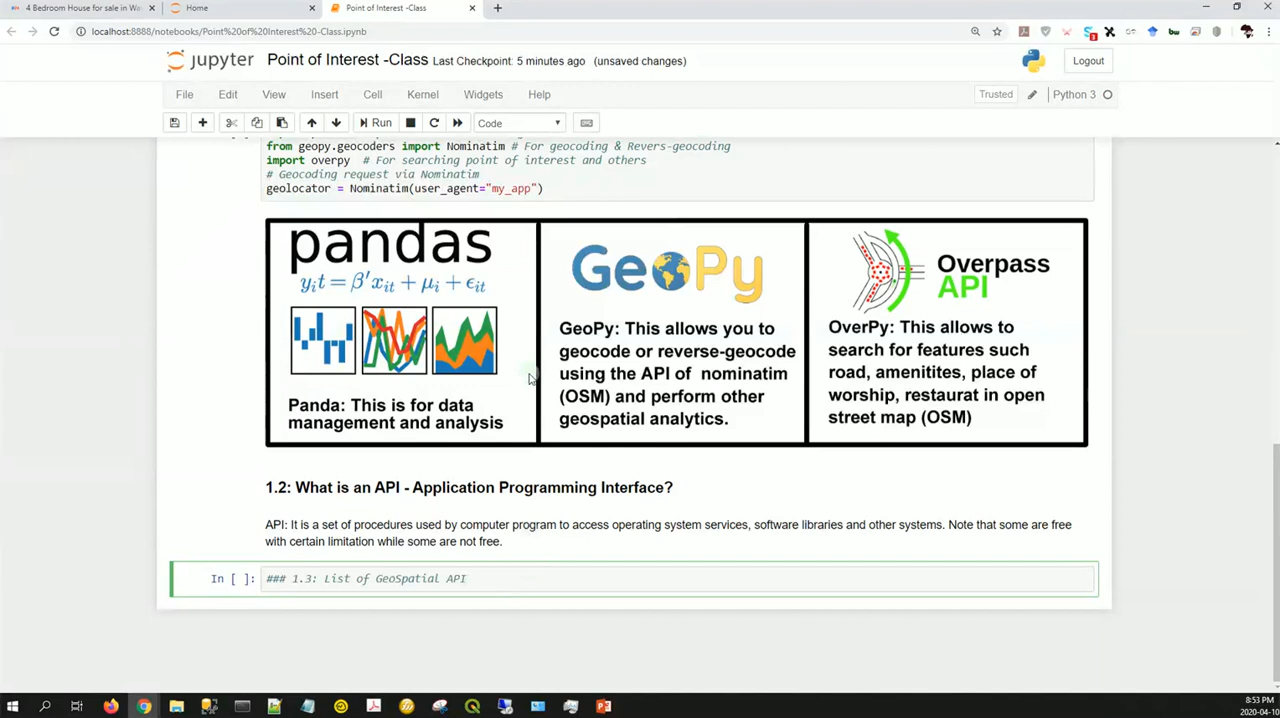 4 Bedroom House for sale in Wa
Home
Point of Interest -Class
localhost:8888/notebooks/Point%20of%20Interest%20-Class.ipynb
jupyter Point of Interest -Class Last Checkpoint: 5 minutes ago (unsaved changes)
Logout
File Edit View Insert Cell Kernel Widgets Help
Trusted
Python 3
Run
Code
from geopy.geocoders import Nominatim # For geocoding & Revers-geocoding
import overpy # For searching point of interest and others
# Geocoding request via Nominatim
geolocator = Nominatim(user_agent="my_app")
pandas
y_it = β'x_it + μ_i + ϵ_it
Panda: This is for data
management and analysis
GeoPy
GeoPy: This allows you to
geocode or reverse-geocode
using the API of nominatim
(OSM) and perform other
geospatial analytics.
Overpass
API
OverPy: This allows to
search for features such
road, amenitites, place of
worship, restaurat in open
street map (OSM)
1.2: What is an API - Application Programming Interface?
API: It is a set of procedures used by computer program to access operating system services, software libraries and other systems. Note that some are free
with certain limitation while some are not free.
In [ ]: ### 1.3: List of GeoSpatial API
8:53 PM
2020-04-10